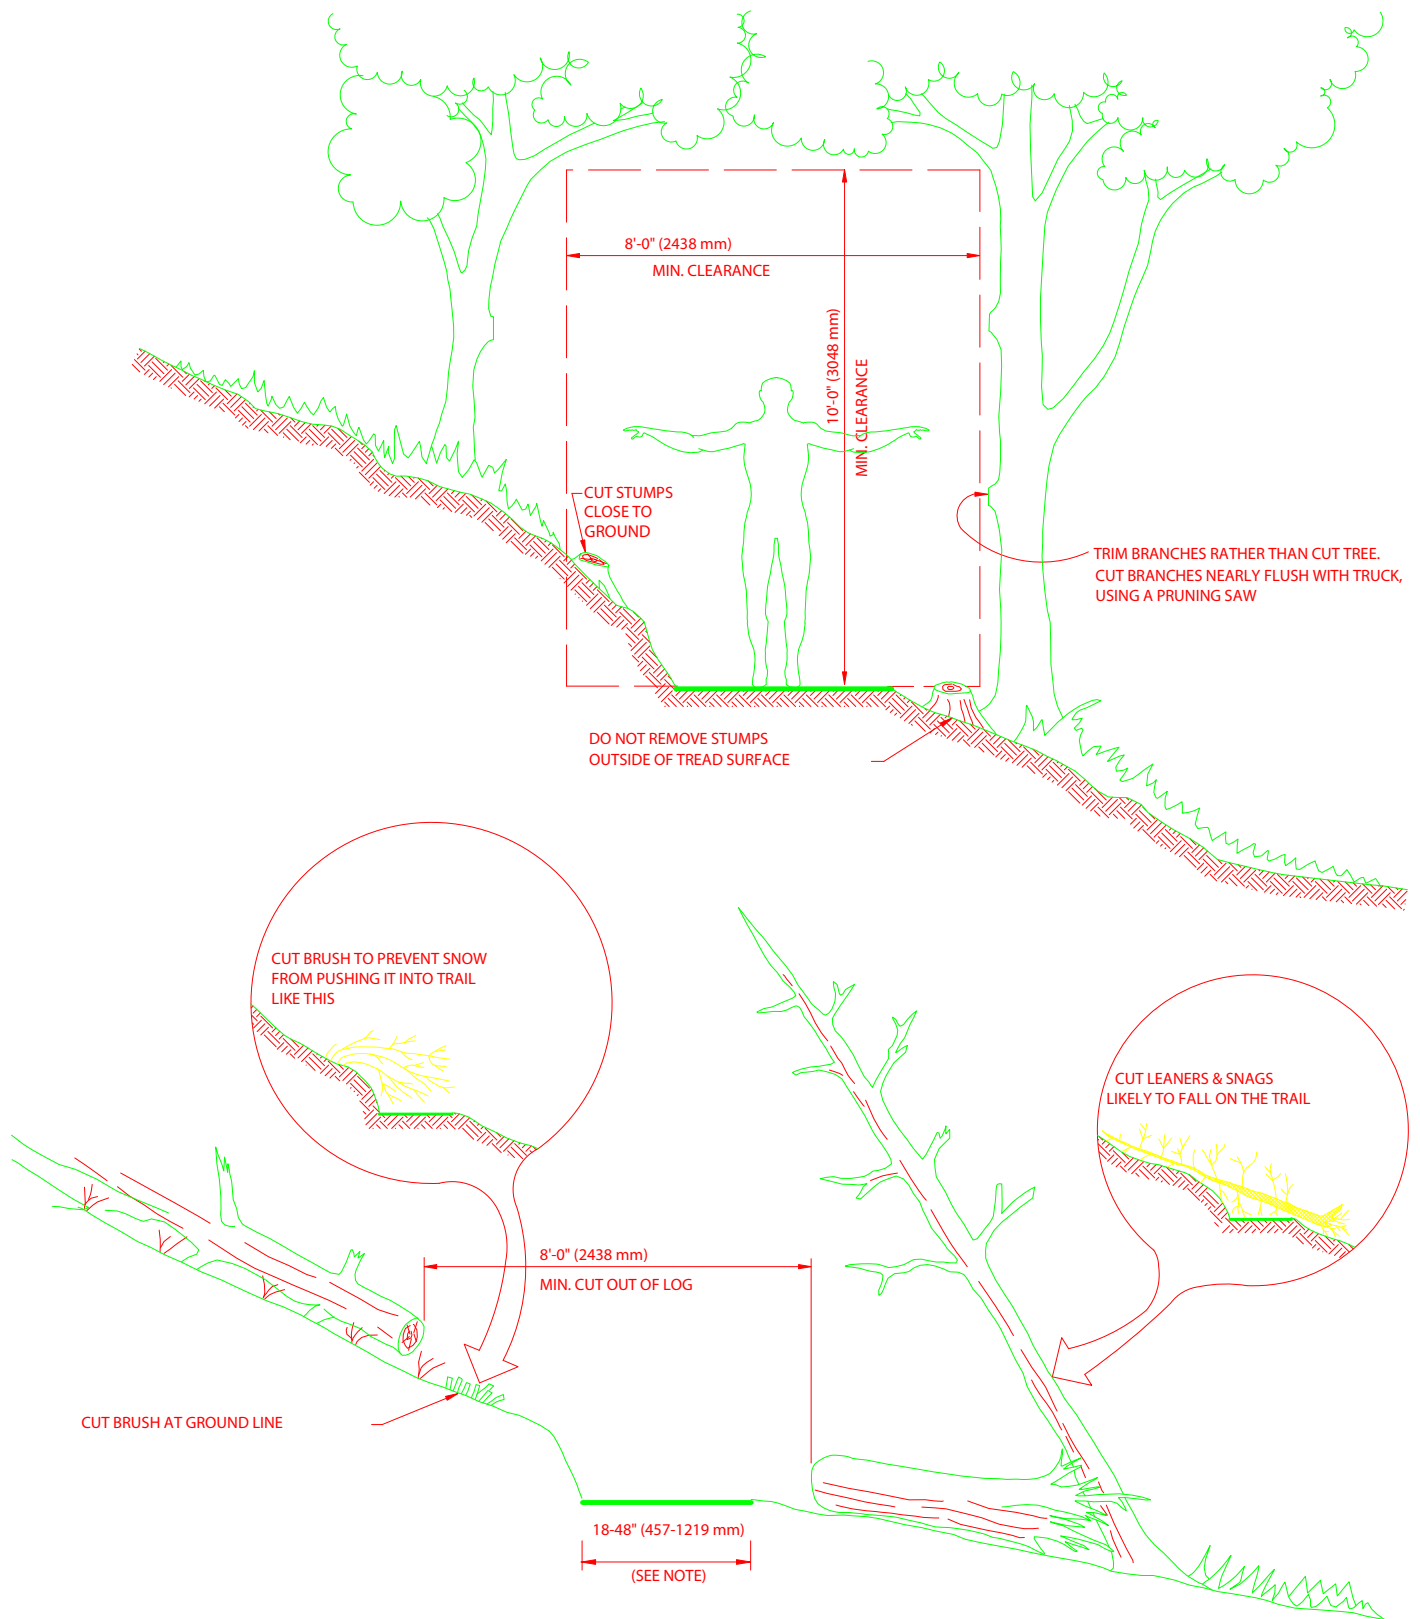 8'-0" (2438 mm)
MIN. CLEARANCE
10'-0" (3048 mm)
MIN. CLEARANCE
CUT STUMPS
CLOSE TO
GROUND
TRIM BRANCHES RATHER THAN CUT TREE.
CUT BRANCHES NEARLY FLUSH WITH TRUCK,
USING A PRUNING SAW
DO NOT REMOVE STUMPS
OUTSIDE OF TREAD SURFACE
CUT BRUSH TO PREVENT SNOW
FROM PUSHING IT INTO TRAIL
LIKE THIS
CUT LEANERS & SNAGS
LIKELY TO FALL ON THE TRAIL
8'-0" (2438 mm)
MIN. CUT OUT OF LOG
CUT BRUSH AT GROUND LINE
18-48" (457-1219 mm)
(SEE NOTE)